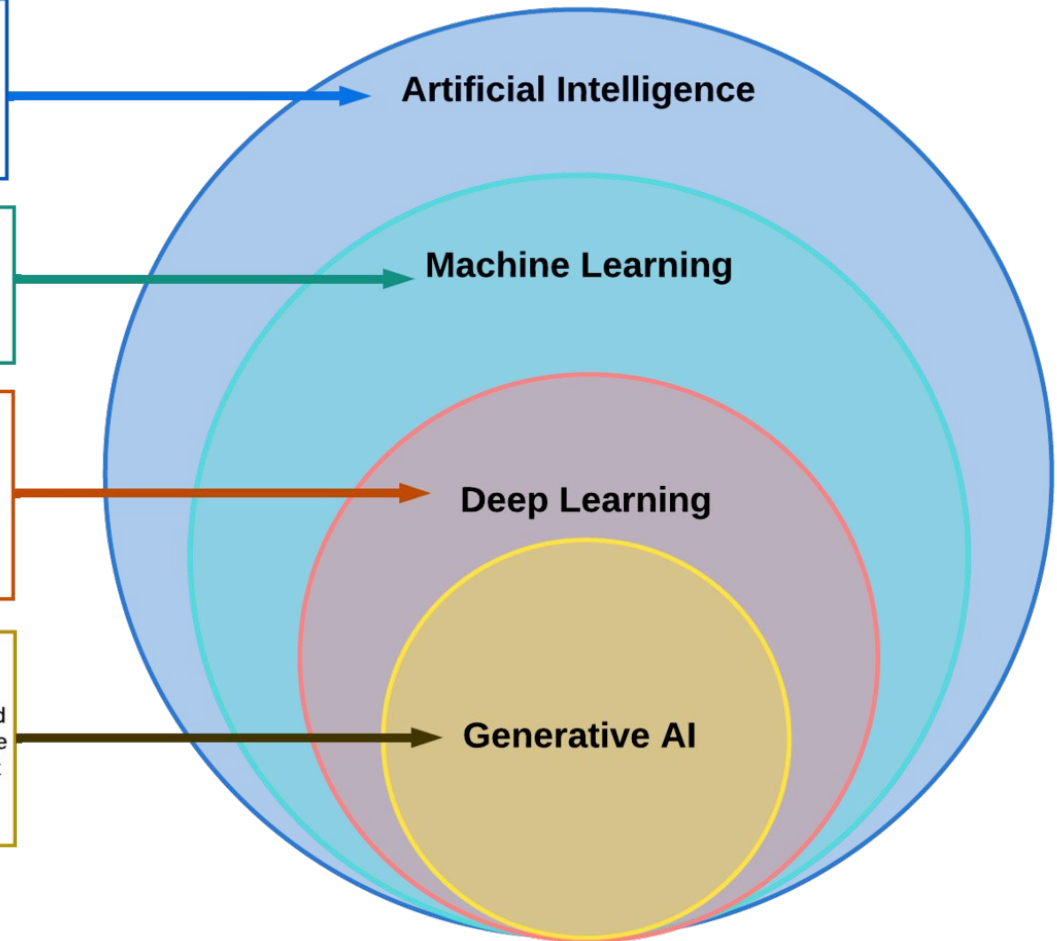 Artificial Intelligence
Machine Learning
Deep Learning
d
e
Generative AI